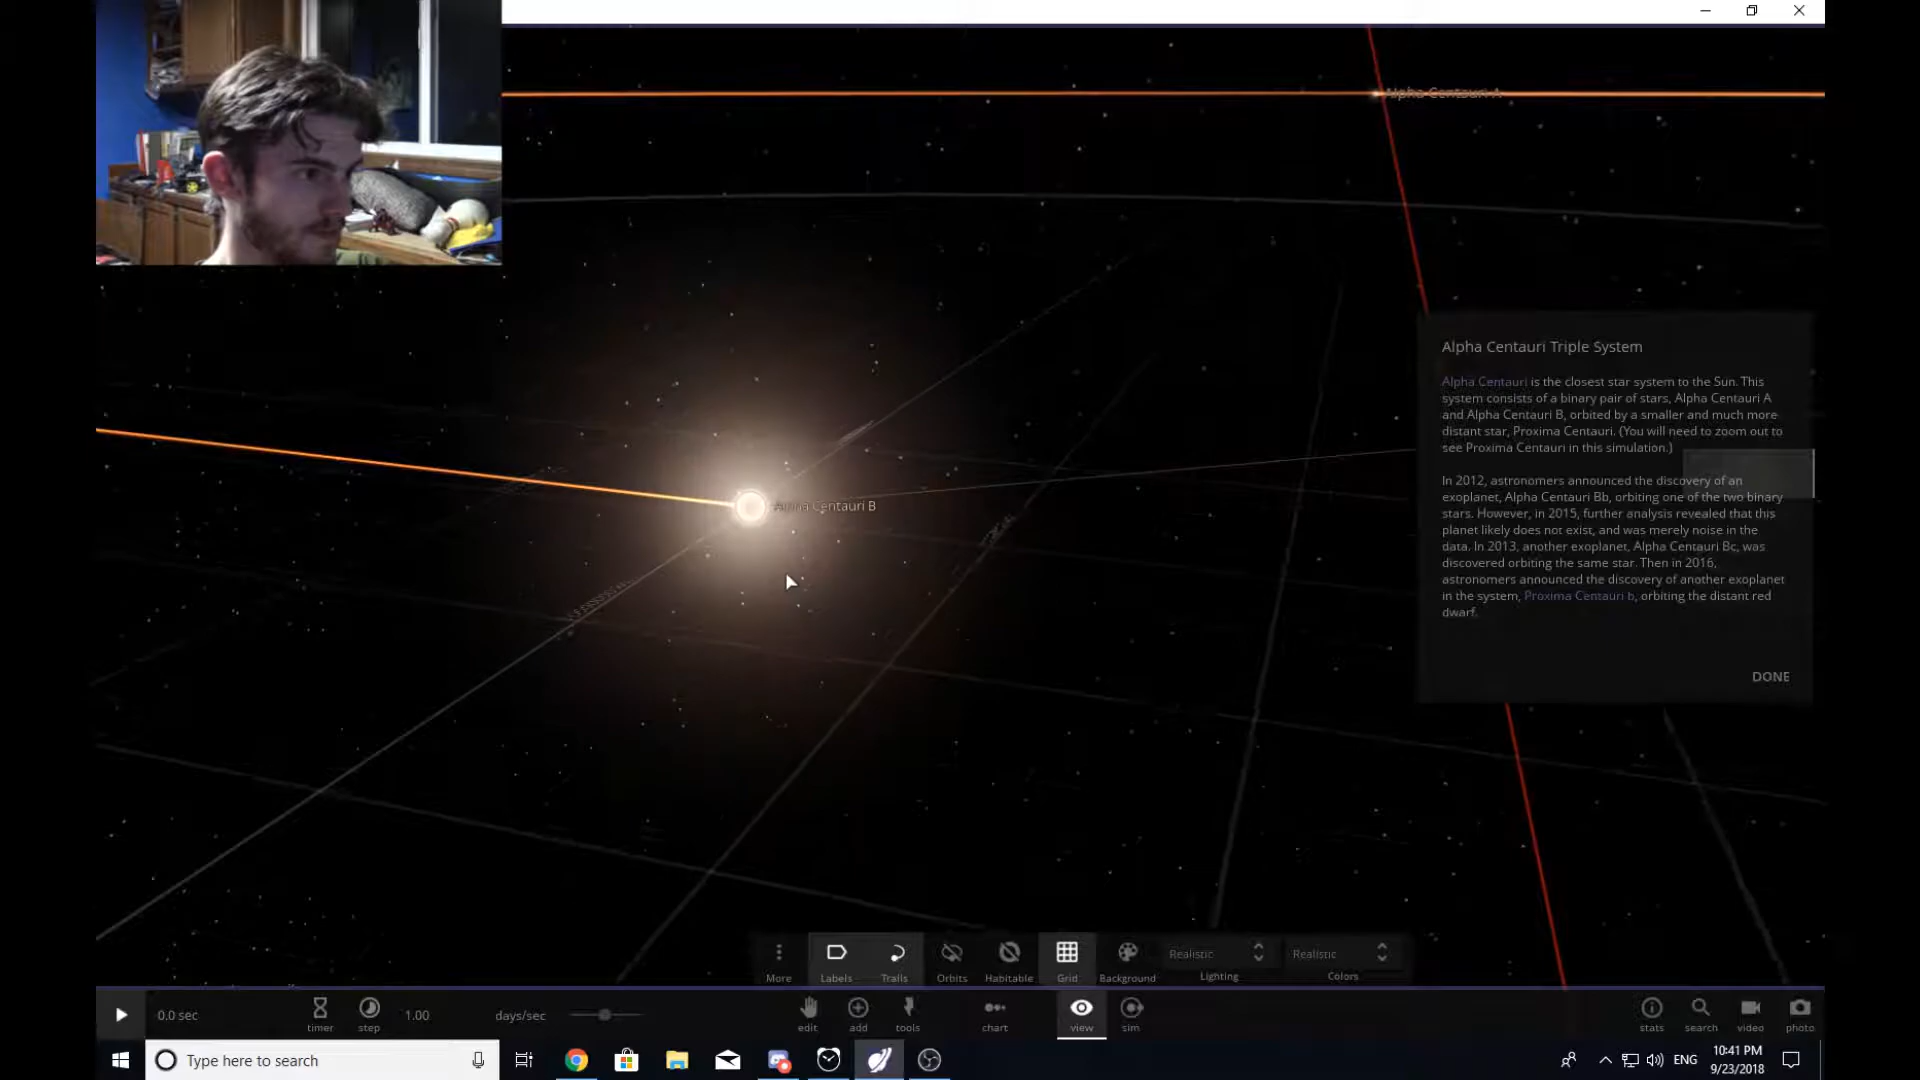 Alpha Centauri A
Alpha Centauri B
Alpha Centauri Triple System
Alpha Centauri is the closest star system to the Sun. This
system consists of a binary pair of stars, Alpha Centauri A
and Alpha Centauri B, orbited by a smaller and much more
distant star, Proxima Centauri. (You will need to zoom out to
see Proxima Centauri in this simulation.)
In 2012, astronomers announced the discovery of an
exoplanet, Alpha Centauri Bb, orbiting one of the two binary
stars. However, in 2015, further analysis revealed that this
planet likely does not exist, and was merely noise in the
data. In 2013, another exoplanet, Alpha Centauri Bc, was
discovered orbiting the same star. Then in 2016,
astronomers announced the discovery of another exoplanet
in the system, Proxima Centauri b, orbiting the distant red
dwarf.
DONE
Realistic Realistic
More Labels Trails Orbits Habitable Grid Background Lighting Colors
0.0 sec timer step 1.00 days/sec edit add tools chart view sim stats search video photo
Type here to search ENG 10:41 PM
9/23/2018